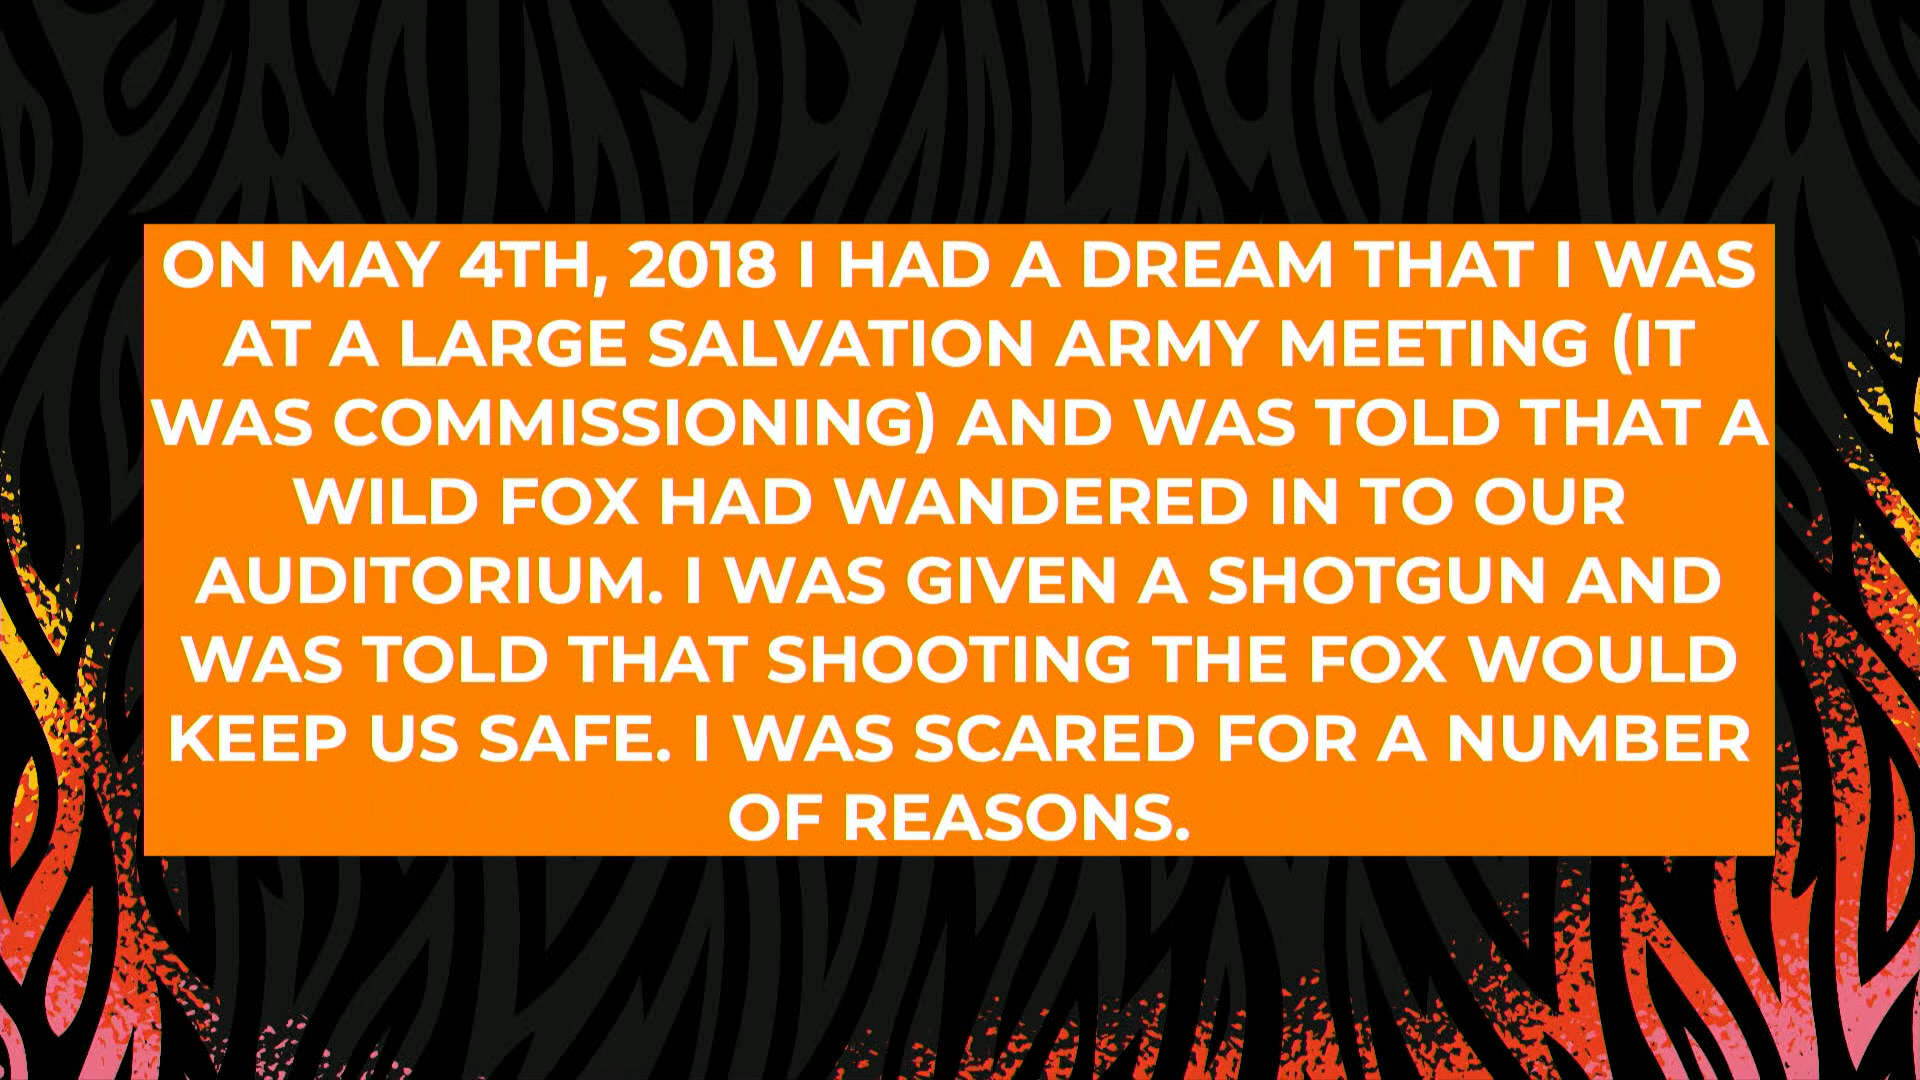 ON MAY 4TH, 2018 I HAD A DREAM THAT I WAS
AT A LARGE SALVATION ARMY MEETING (IT
WAS COMMISSIONING) AND WAS TOLD THAT A
WILD FOX HAD WANDERED IN TO OUR
AUDITORIUM. I WAS GIVEN A SHOTGUN AND
WAS TOLD THAT SHOOTING THE FOX WOULD
KEEP US SAFE. I WAS SCARED FOR A NUMBER
OF REASONS.